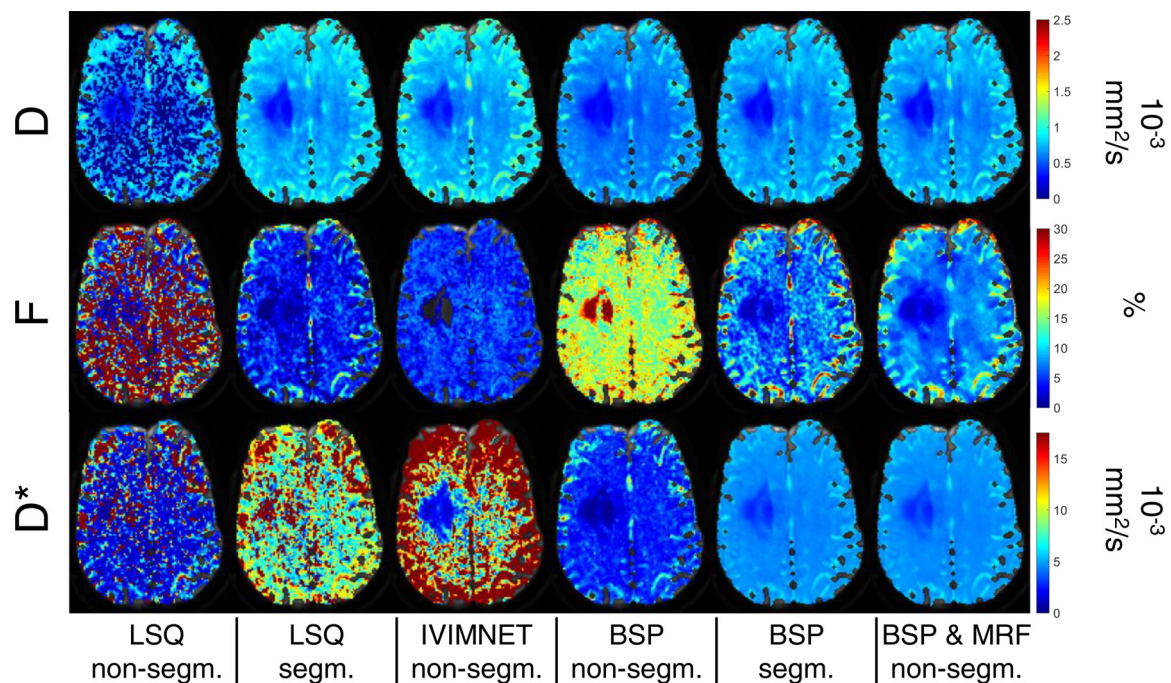 D
2.5
2
1.5
1
0.5
0
10-3
mm2/s
F
30
25
20
15
10
5
0
%
D*
15
10
5
0
10-3
mm2/s
LSQ
non-segm.
LSQ
segm.
IVIMNET
non-segm.
BSP
non-segm.
BSP
segm.
BSP & MRF
non-segm.